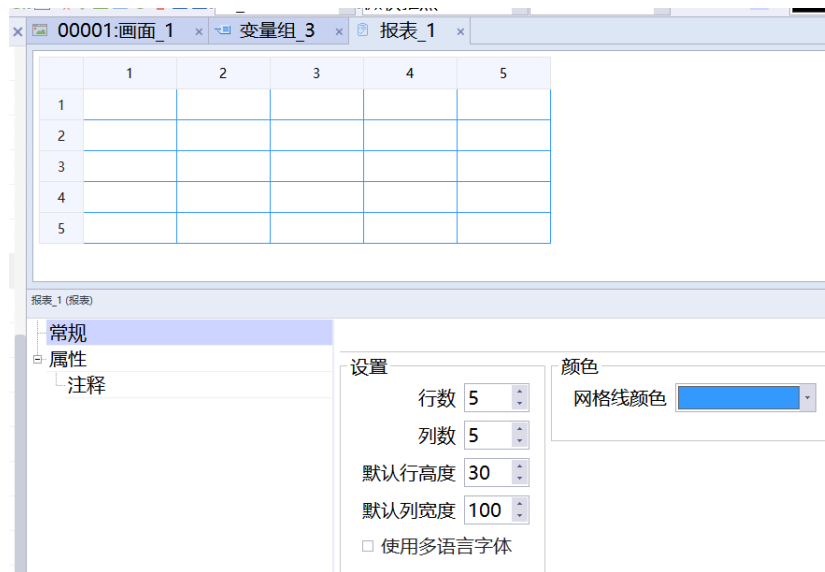 00001:画面_1 变量组_3 报表_1
1 2 3 4 5
1
2
3
4
5
报表_1 (报表)
常规
属性
注释
设置
行数 5
列数 5
默认行高度 30
默认列宽度 100
使用多语言字体
颜色
网格线颜色